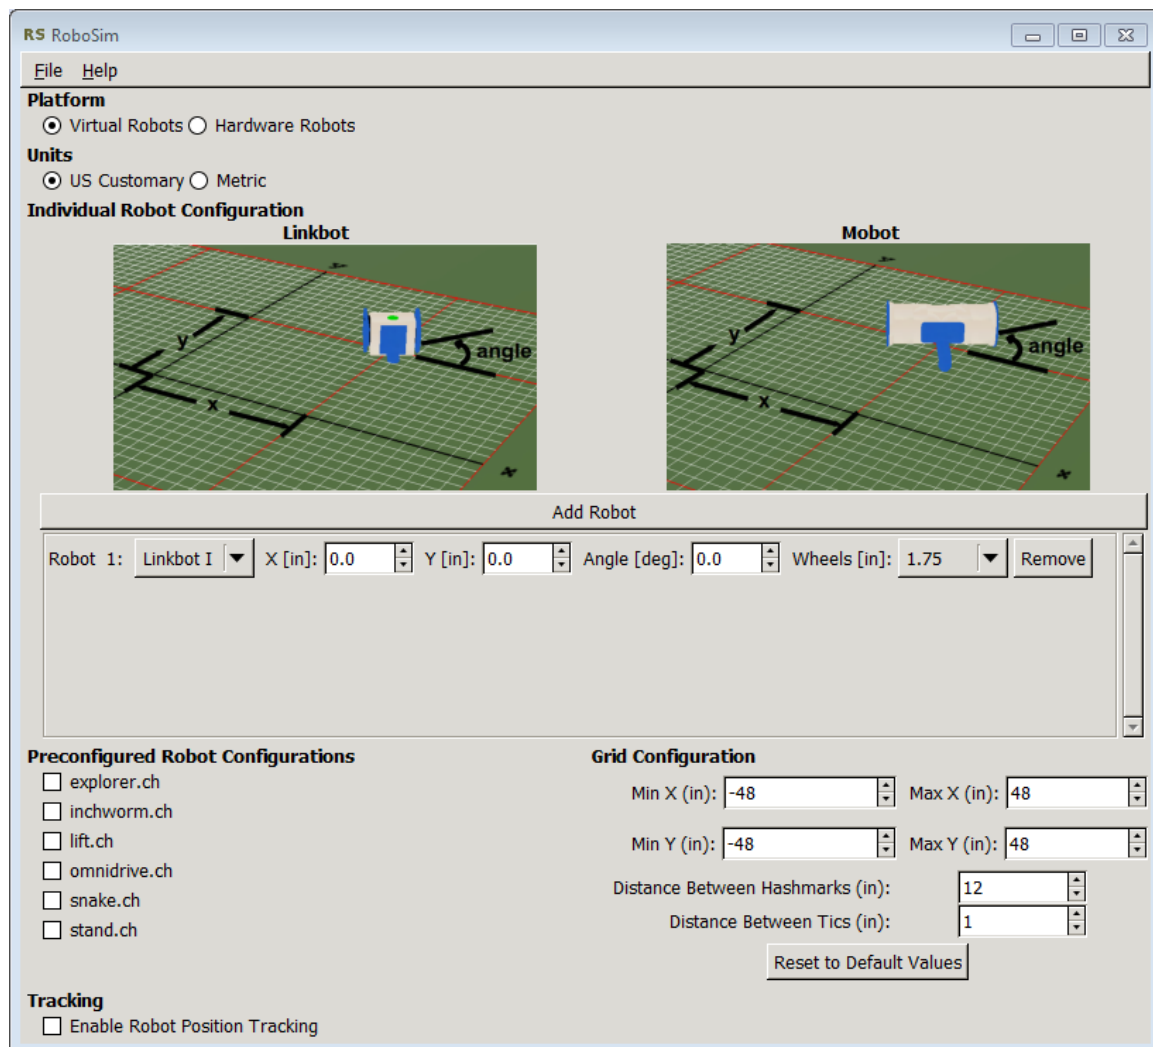 RS RoboSim
File Help
Platform
Virtual Robots Hardware Robots
Units
US Customary Metric
Individual Robot Configuration
Linkbot Mobot
y y
y angle y angle
x x
x x
Add Robot
Robot 1: Linkbot I X [in]: 0.0 Y [in]: 0.0 Angle [deg]: 0.0 Wheels [in]: 1.75 Remove
Preconfigured Robot Configurations
explorer.ch
inchworm.ch
lift.ch
omnidrive.ch
snake.ch
stand.ch
Grid Configuration
Min X (in): -48 Max X (in): 48
Min Y (in): -48 Max Y (in): 48
Distance Between Hashmarks (in): 12
Distance Between Tics (in): 1
Reset to Default Values
Tracking
Enable Robot Position Tracking